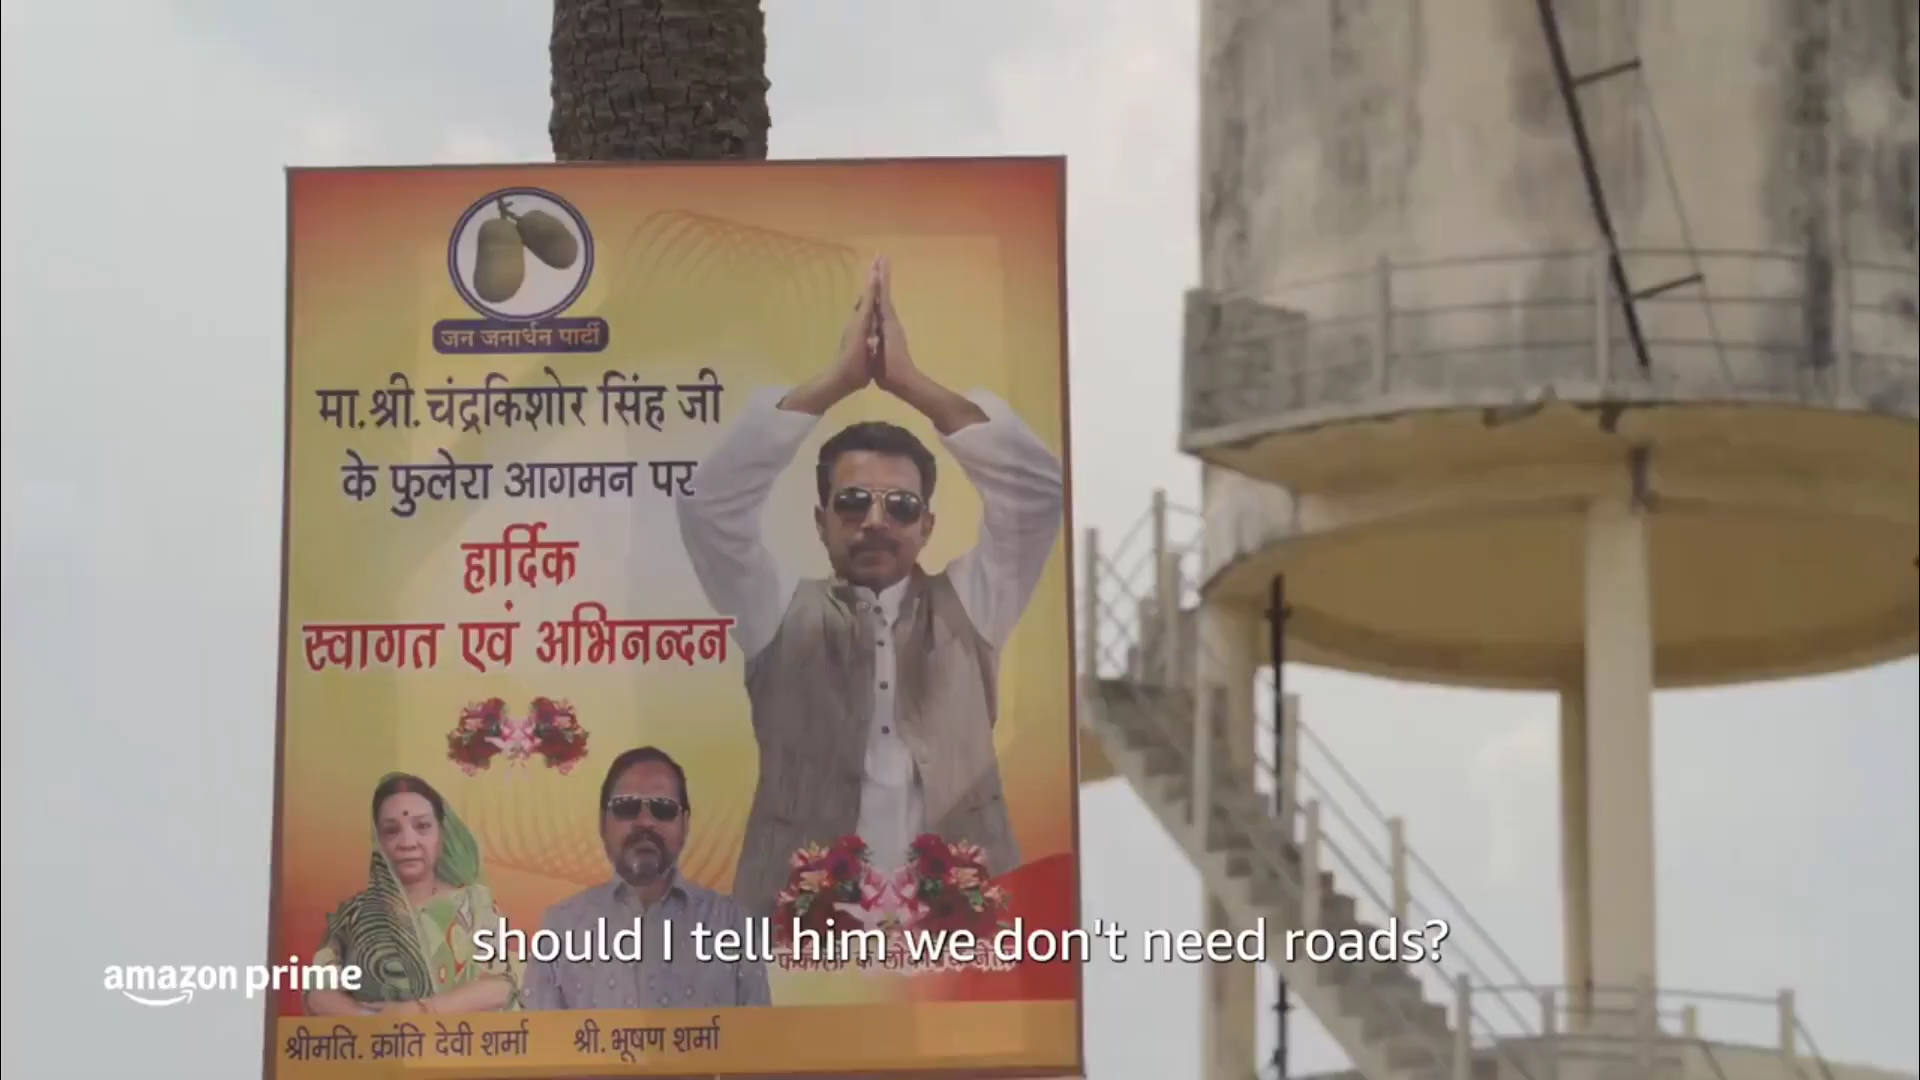 जन जनार्धन पार्टी
मा.श्री.चंद्रकिशोर सिंह जी
के फुलेरा आगमन पर
हार्दिक
स्वागत एवं अभिनन्दन
should I tell him we don't need roads?
amazon prime
श्रीमति. क्रांति देवी शर्मा श्री. भूषण शर्मा